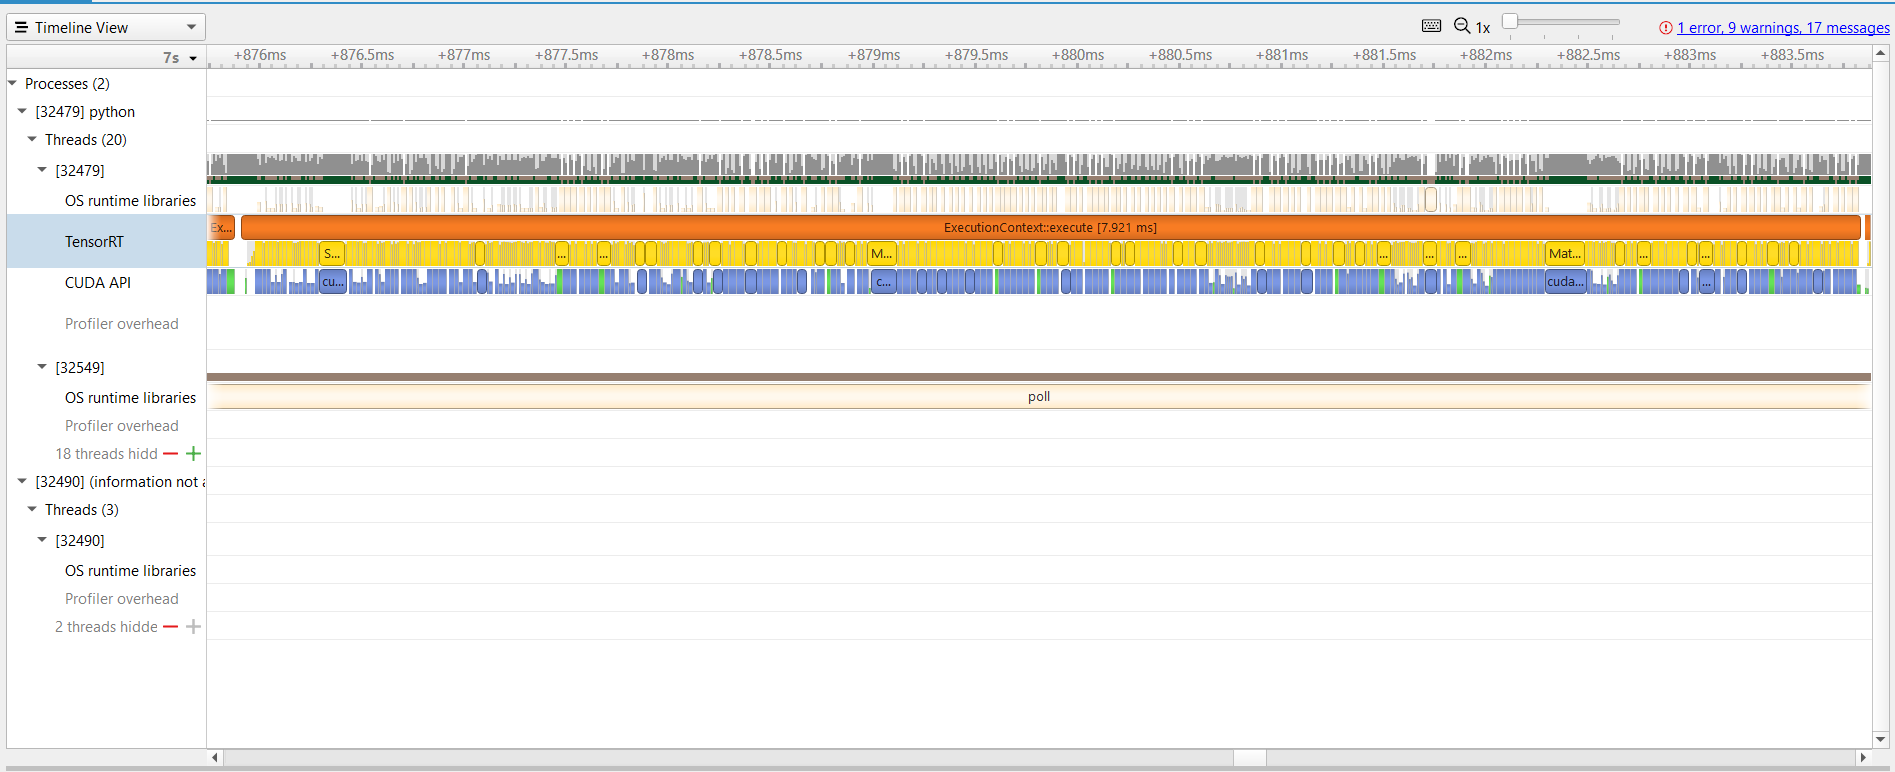 Timeline View
1x
1 error, 9 warnings, 17 messages
7s
+876ms +876.5ms +877ms +877.5ms +878ms +878.5ms +879ms +879.5ms +880ms +880.5ms +881ms +881.5ms +882ms +882.5ms +883ms +883.5ms
Processes (2)
[32479] python
Threads (20)
[32479]
OS runtime libraries
Ex... ExecutionContext::execute [7.921 ms]
TensorRT
S... ... ... M... ... ... ... Mat... ... ...
CUDA API
cu... c... cuda... ...
Profiler overhead
[32549]
OS runtime libraries
poll
Profiler overhead
18 threads hidd
[32490] (information not a
Threads (3)
[32490]
OS runtime libraries
Profiler overhead
2 threads hidde